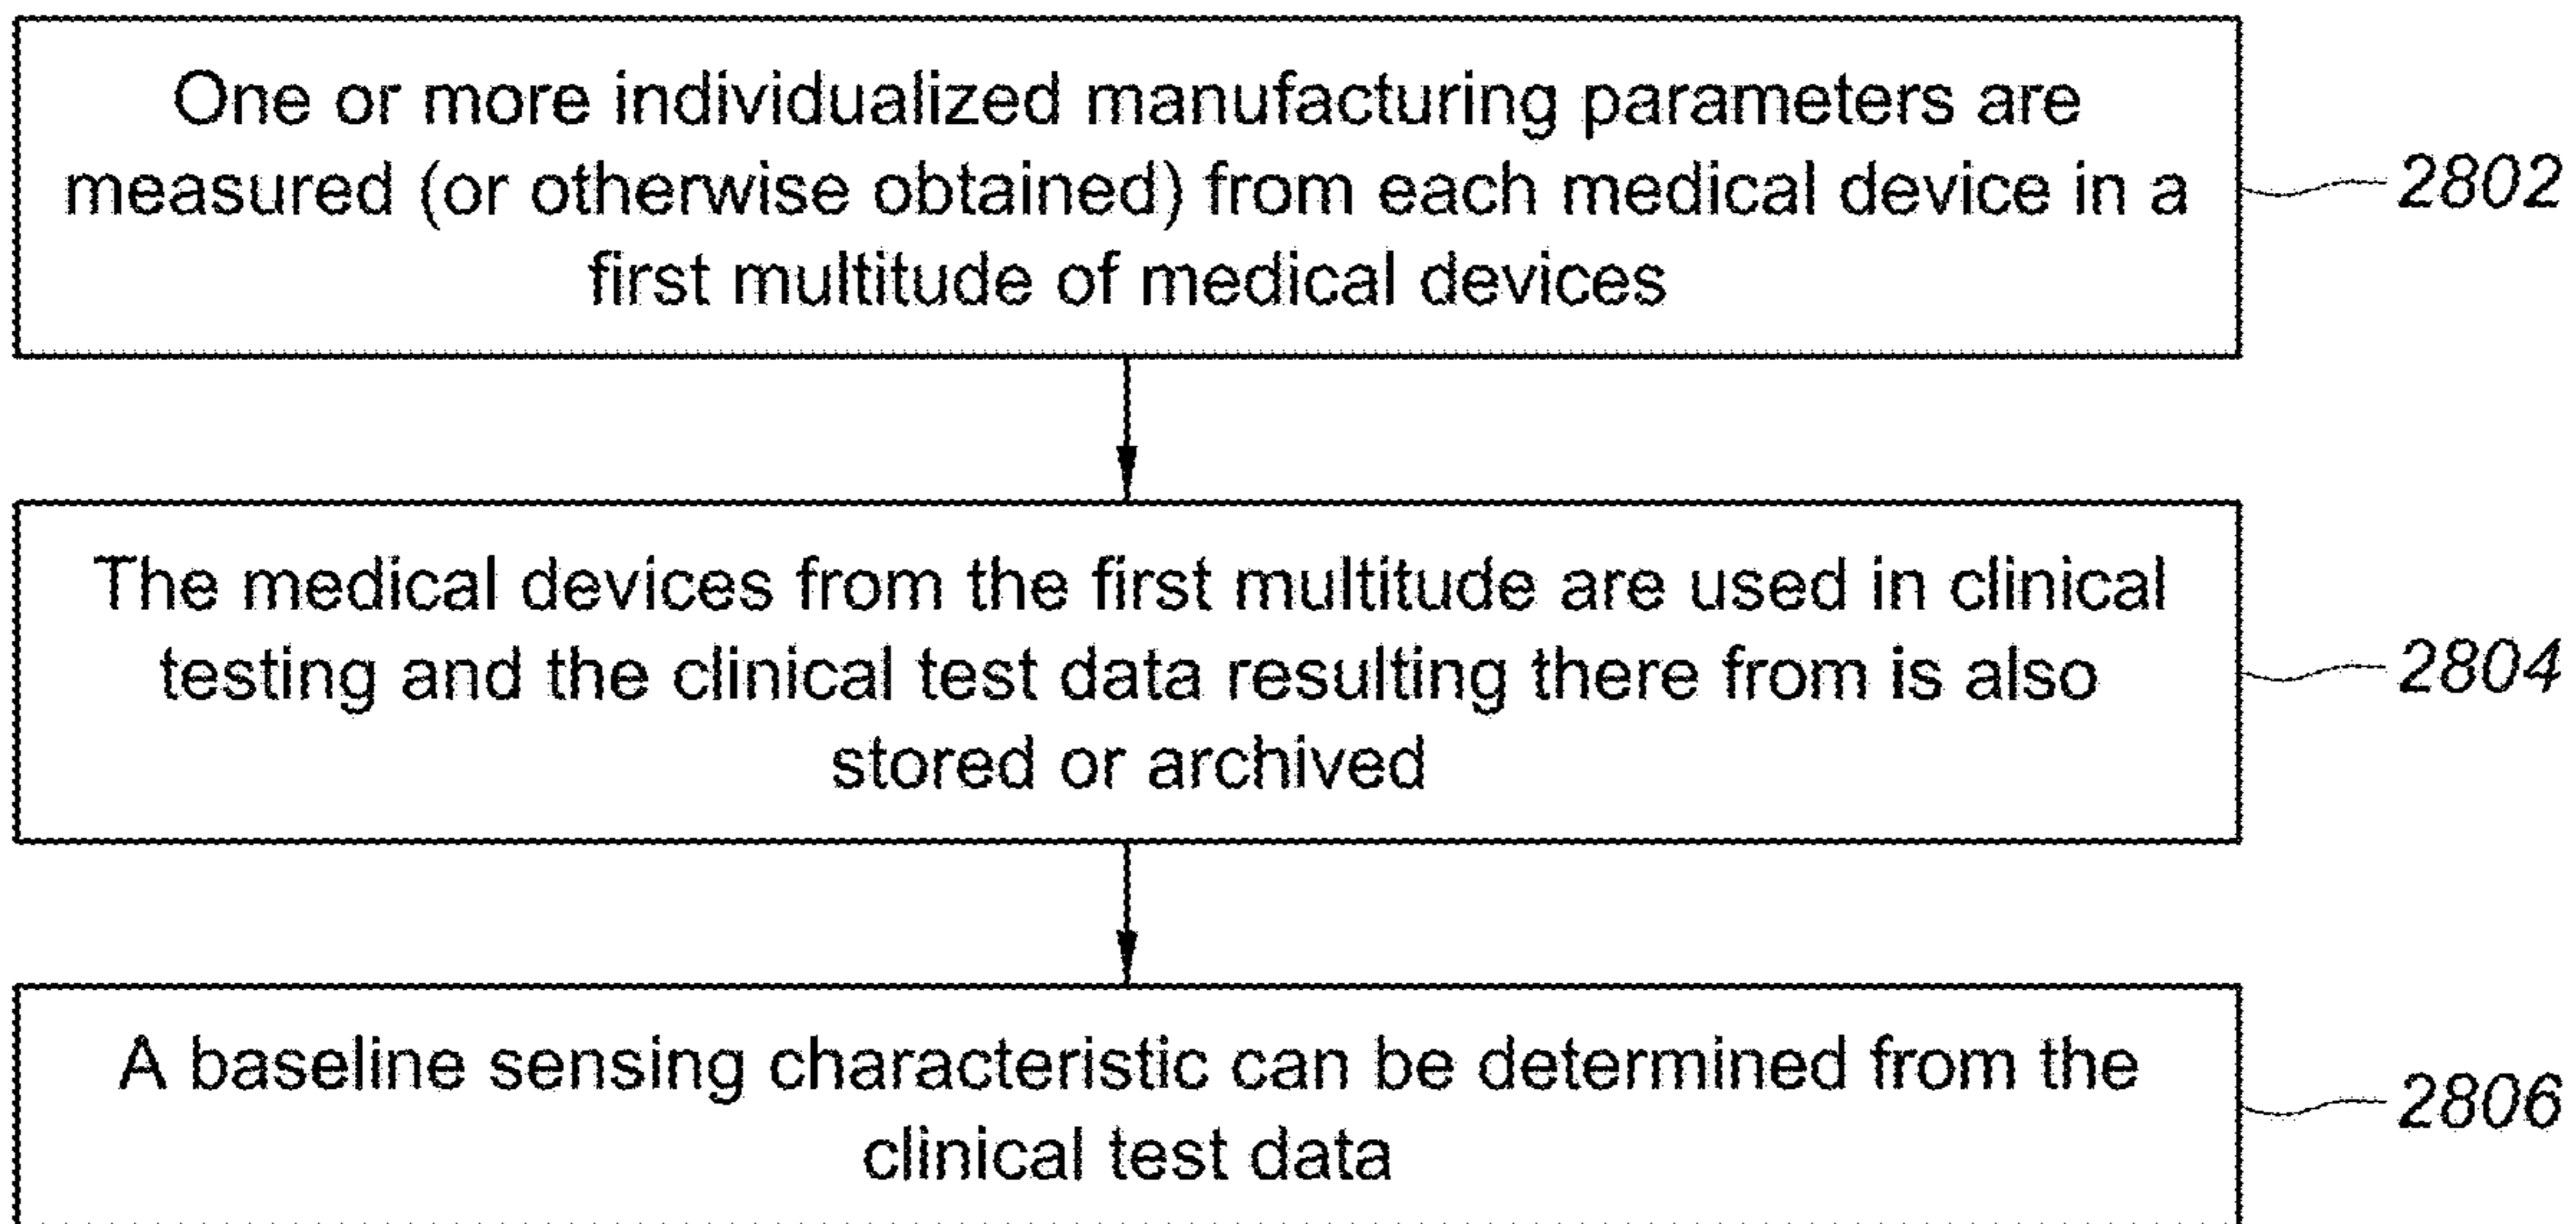 One or more individualized manufacturing parameters are
measured (or otherwise obtained) from each medical device in a
first multitude of medical devices
2802
The medical devices from the first multitude are used in clinical
testing and the clinical test data resulting there from is also
stored or archived
2804
A baseline sensing characteristic can be determined from the
clinical test data
2806